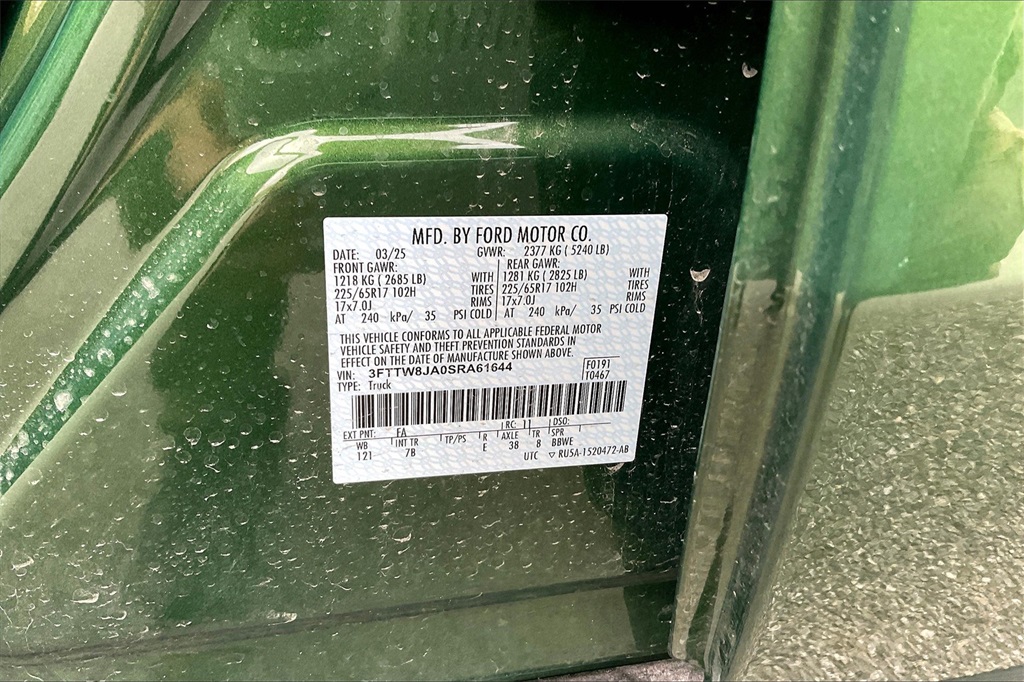 MFD. BY FORD MOTOR CO.
DATE: 03/25 GVWR: 2377 KG ( 5240 LB)
FRONT GAWR: REAR GAWR:
1218 KG ( 2685 LB) WITH 1281 KG ( 2825 LB) WITH
225/65R17 102H TIRES 225/65R17 102H TIRES
17x7.0J RIMS 17x7.0J RIMS
AT 240 kPa/ 35 PSI COLD AT 240 kPa/ 35 PSI COLD
THIS VEHICLE CONFORMS TO ALL APPLICABLE FEDERAL MOTOR
VEHICLE SAFETY AND THEFT PREVENTION STANDARDS IN
EFFECT ON THE DATE OF MANUFACTURE SHOWN ABOVE.
VIN: 3FTTW8JA0SRA61644 F0191
TYPE: Truck T0467
EXT PNT: FA RC: 11 DSO:
WB INT TR TP/PS R AXLE TR SPR
121 7B E 38 8 BBWE
UTC ▽ RU5A-1520472-AB